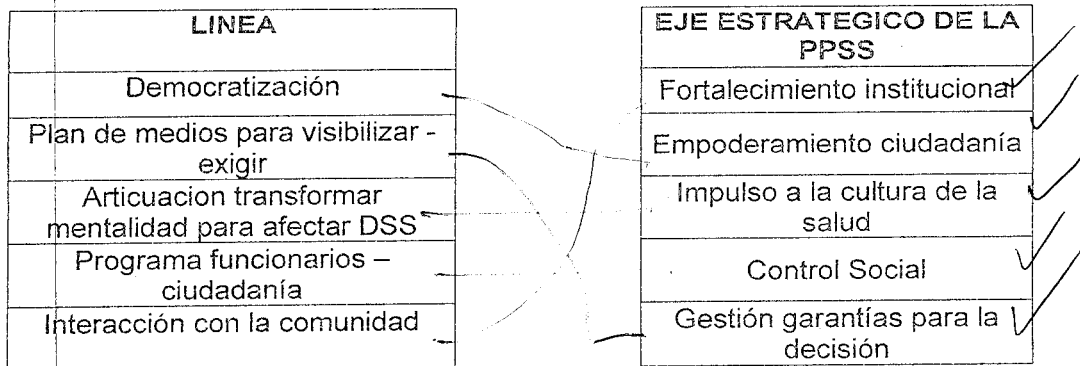 LINEA
Democratización
Plan de medios para visibilizar -
exigir
Articuacion transformar
mentalidad para afectar DSS
Programa funcionarios –
ciudadanía
Interacción con la comunidad
EJE ESTRATEGICO DE LA
PPSS
Fortalecimiento institucional
Empoderamiento ciudadanía
Impulso a la cultura de la
salud
Control Social
Gestión garantías para la
decisión